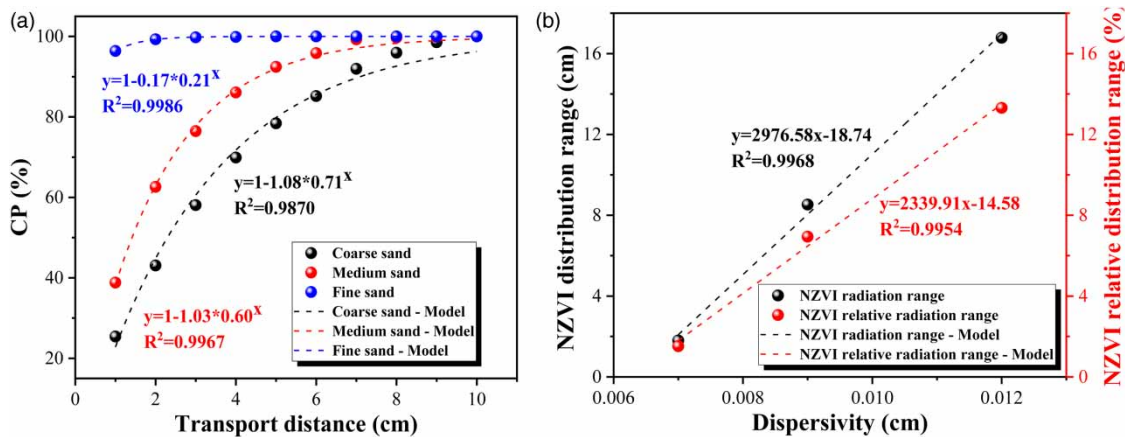 (a)
100
80
60
40
20
CP (%)
y=1-0.17*0.21^x
R²=0.9986
y=1-1.08*0.71^x
R²=0.9870
y=1-1.03*0.60^x
R²=0.9967
Coarse sand
Medium sand
Fine sand
Coarse sand - Model
Medium sand - Model
Fine sand - Model
0 2 4 6 8 10
Transport distance (cm)
(b)
16
12
8
4
0
NZVI distribution range (cm)
y=2976.58x-18.74
R²=0.9968
y=2339.91x-14.58
R²=0.9954
NZVI radiation range
NZVI relative radiation range
NZVI radiation range - Model
NZVI relative radiation range - Model
0.006 0.008 0.010 0.012
Dispersivity (cm)
16
12
8
4
0
NZVI relative distribution range (%)